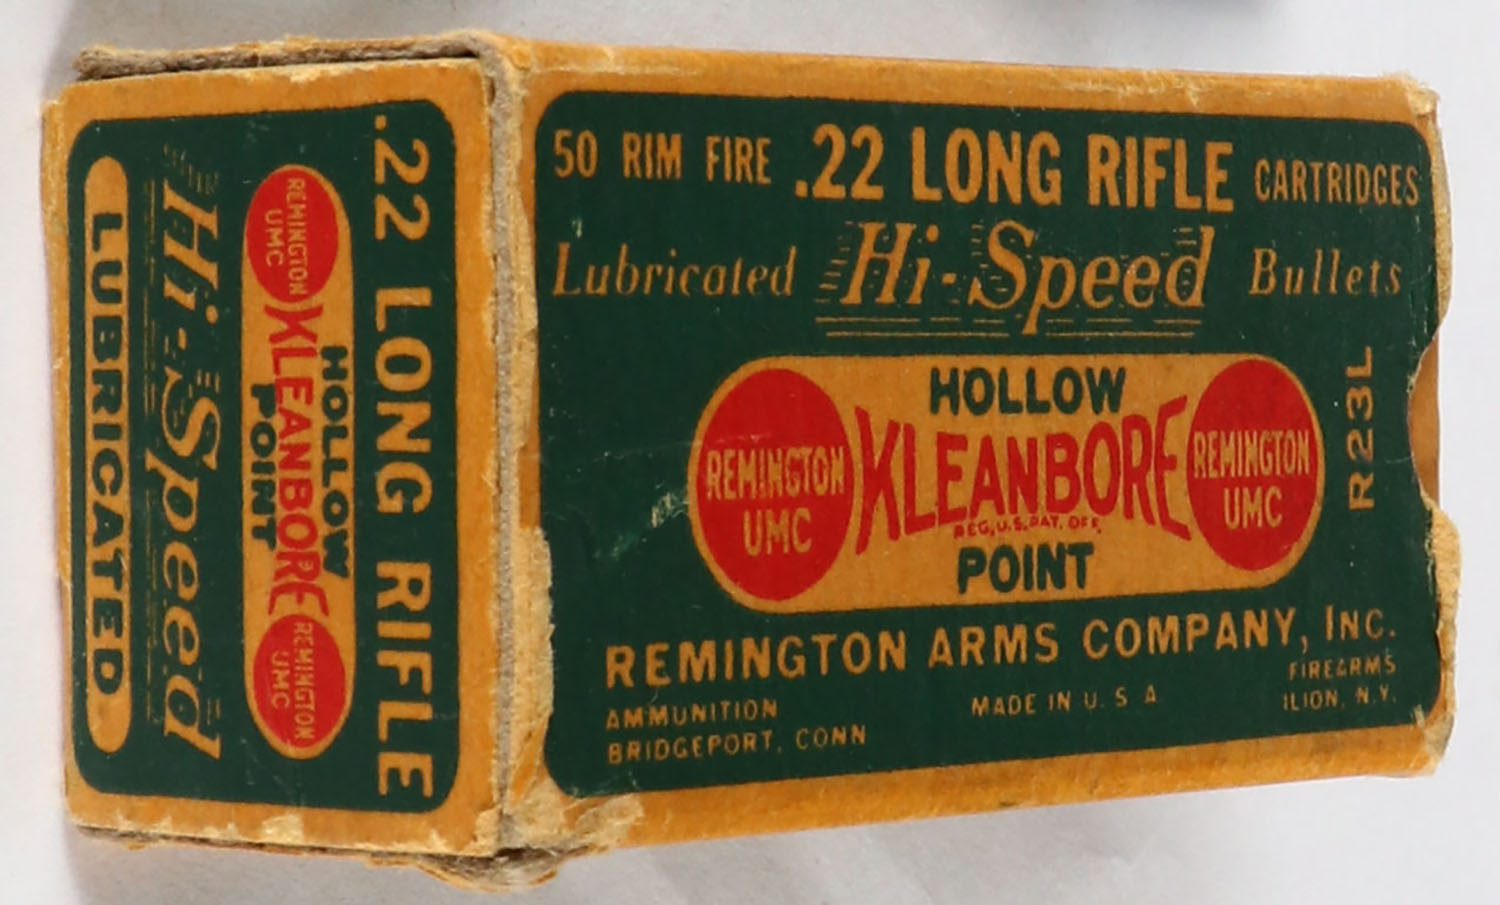 .22 LONG RIFLE
REMINGTON UMC
HOLLOW
KLEANBORE
POINT
REMINGTON UMC
Hi-Speed
LUBRICATED
50 RIM FIRE .22 LONG RIFLE CARTRIDGES
Lubricated Hi-Speed Bullets
HOLLOW
REMINGTON UMC KLEANBORE REMINGTON UMC
REG. U.S. PAT. OFF.
POINT
R23L
REMINGTON ARMS COMPANY, INC.
AMMUNITION
BRIDGEPORT, CONN
MADE IN U. S A
FIREARMS
ILION, N.Y.